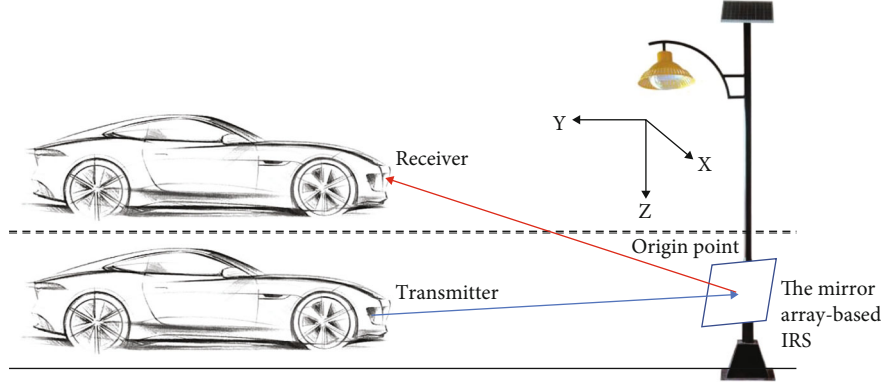 Receiver
Y
X
Z
Origin point
Transmitter
The mirror
array-based
IRS